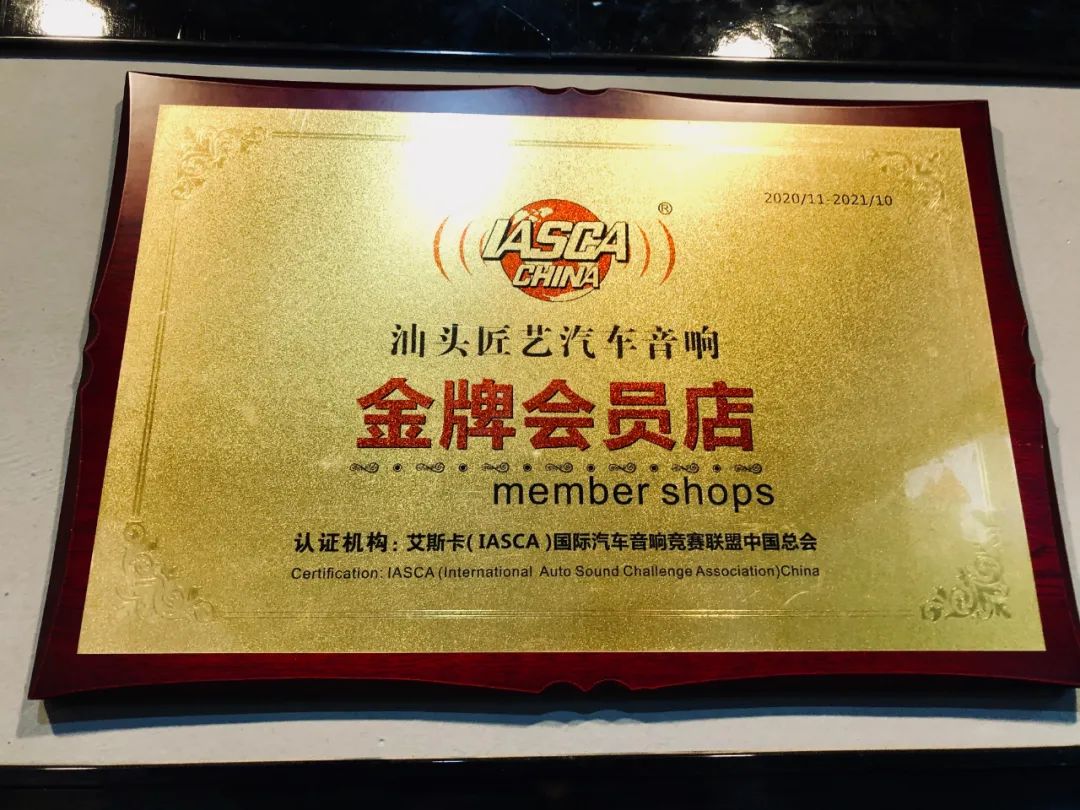 2020/11-2021/10
IASCA ®
CHINA
汕头匠艺汽车音响
金牌会员店
member shops
认证机构：艾斯卡(IASCA)国际汽车音响竞赛联盟中国总会
Certification: IASCA (International Auto Sound Challenge Association)China